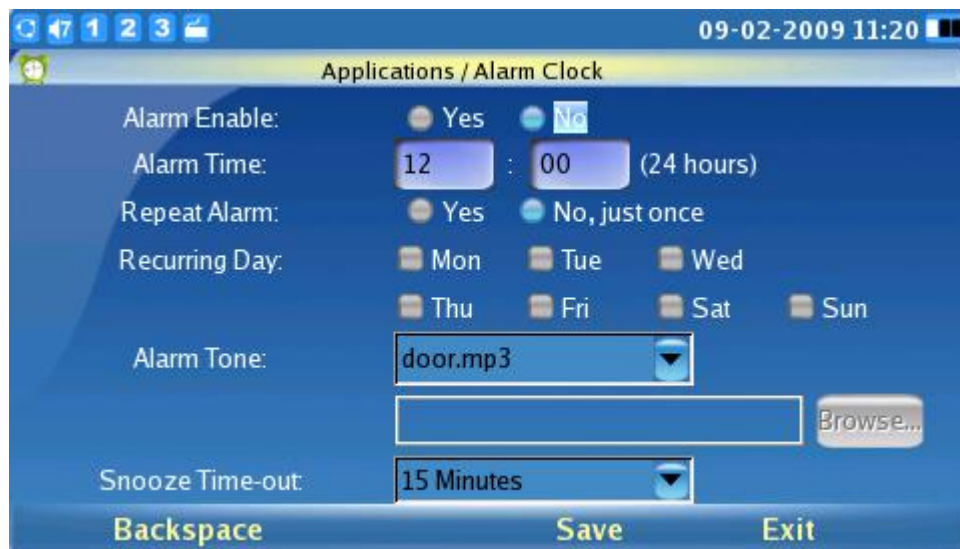 7 1 2 3 09-02-2009 11:20
Applications / Alarm Clock
Alarm Enable: Yes No
Alarm Time: 12 : 00 (24 hours)
Repeat Alarm: Yes No, just once
Recurring Day: Mon Tue Wed
Thu Fri Sat Sun
Alarm Tone: door.mp3
Browse...
Snooze Time-out: 15 Minutes
Backspace Save Exit